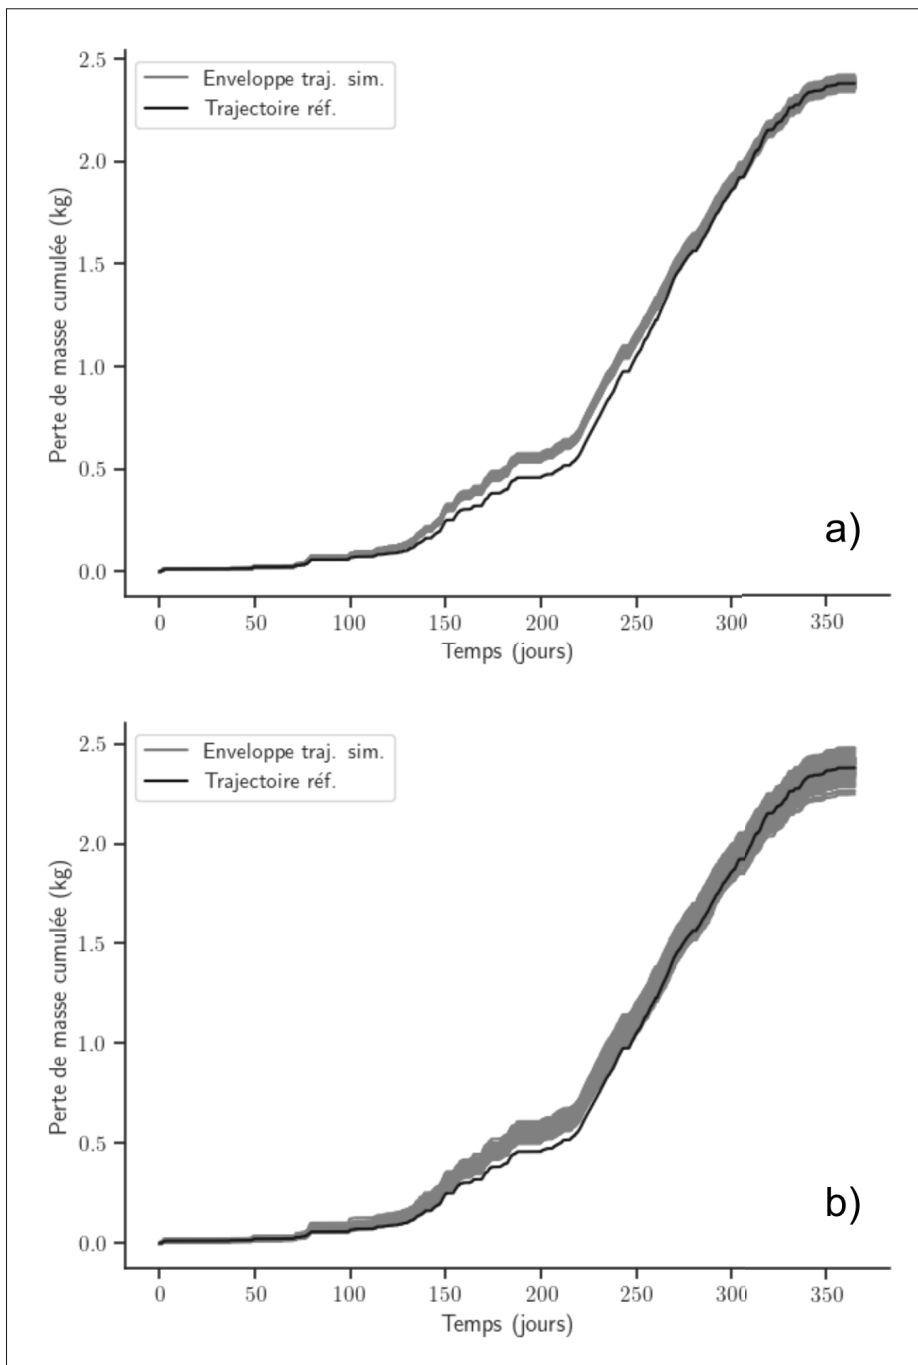 2.5
Enveloppe traj. sim.
Trajectoire réf.
2.0
1.5
1.0
0.5
0.0
Perte de masse cumulée (kg)
a)
0 50 100 150 200 250 300 350
Temps (jours)
2.5
Enveloppe traj. sim.
Trajectoire réf.
2.0
1.5
1.0
0.5
0.0
Perte de masse cumulée (kg)
b)
0 50 100 150 200 250 300 350
Temps (jours)